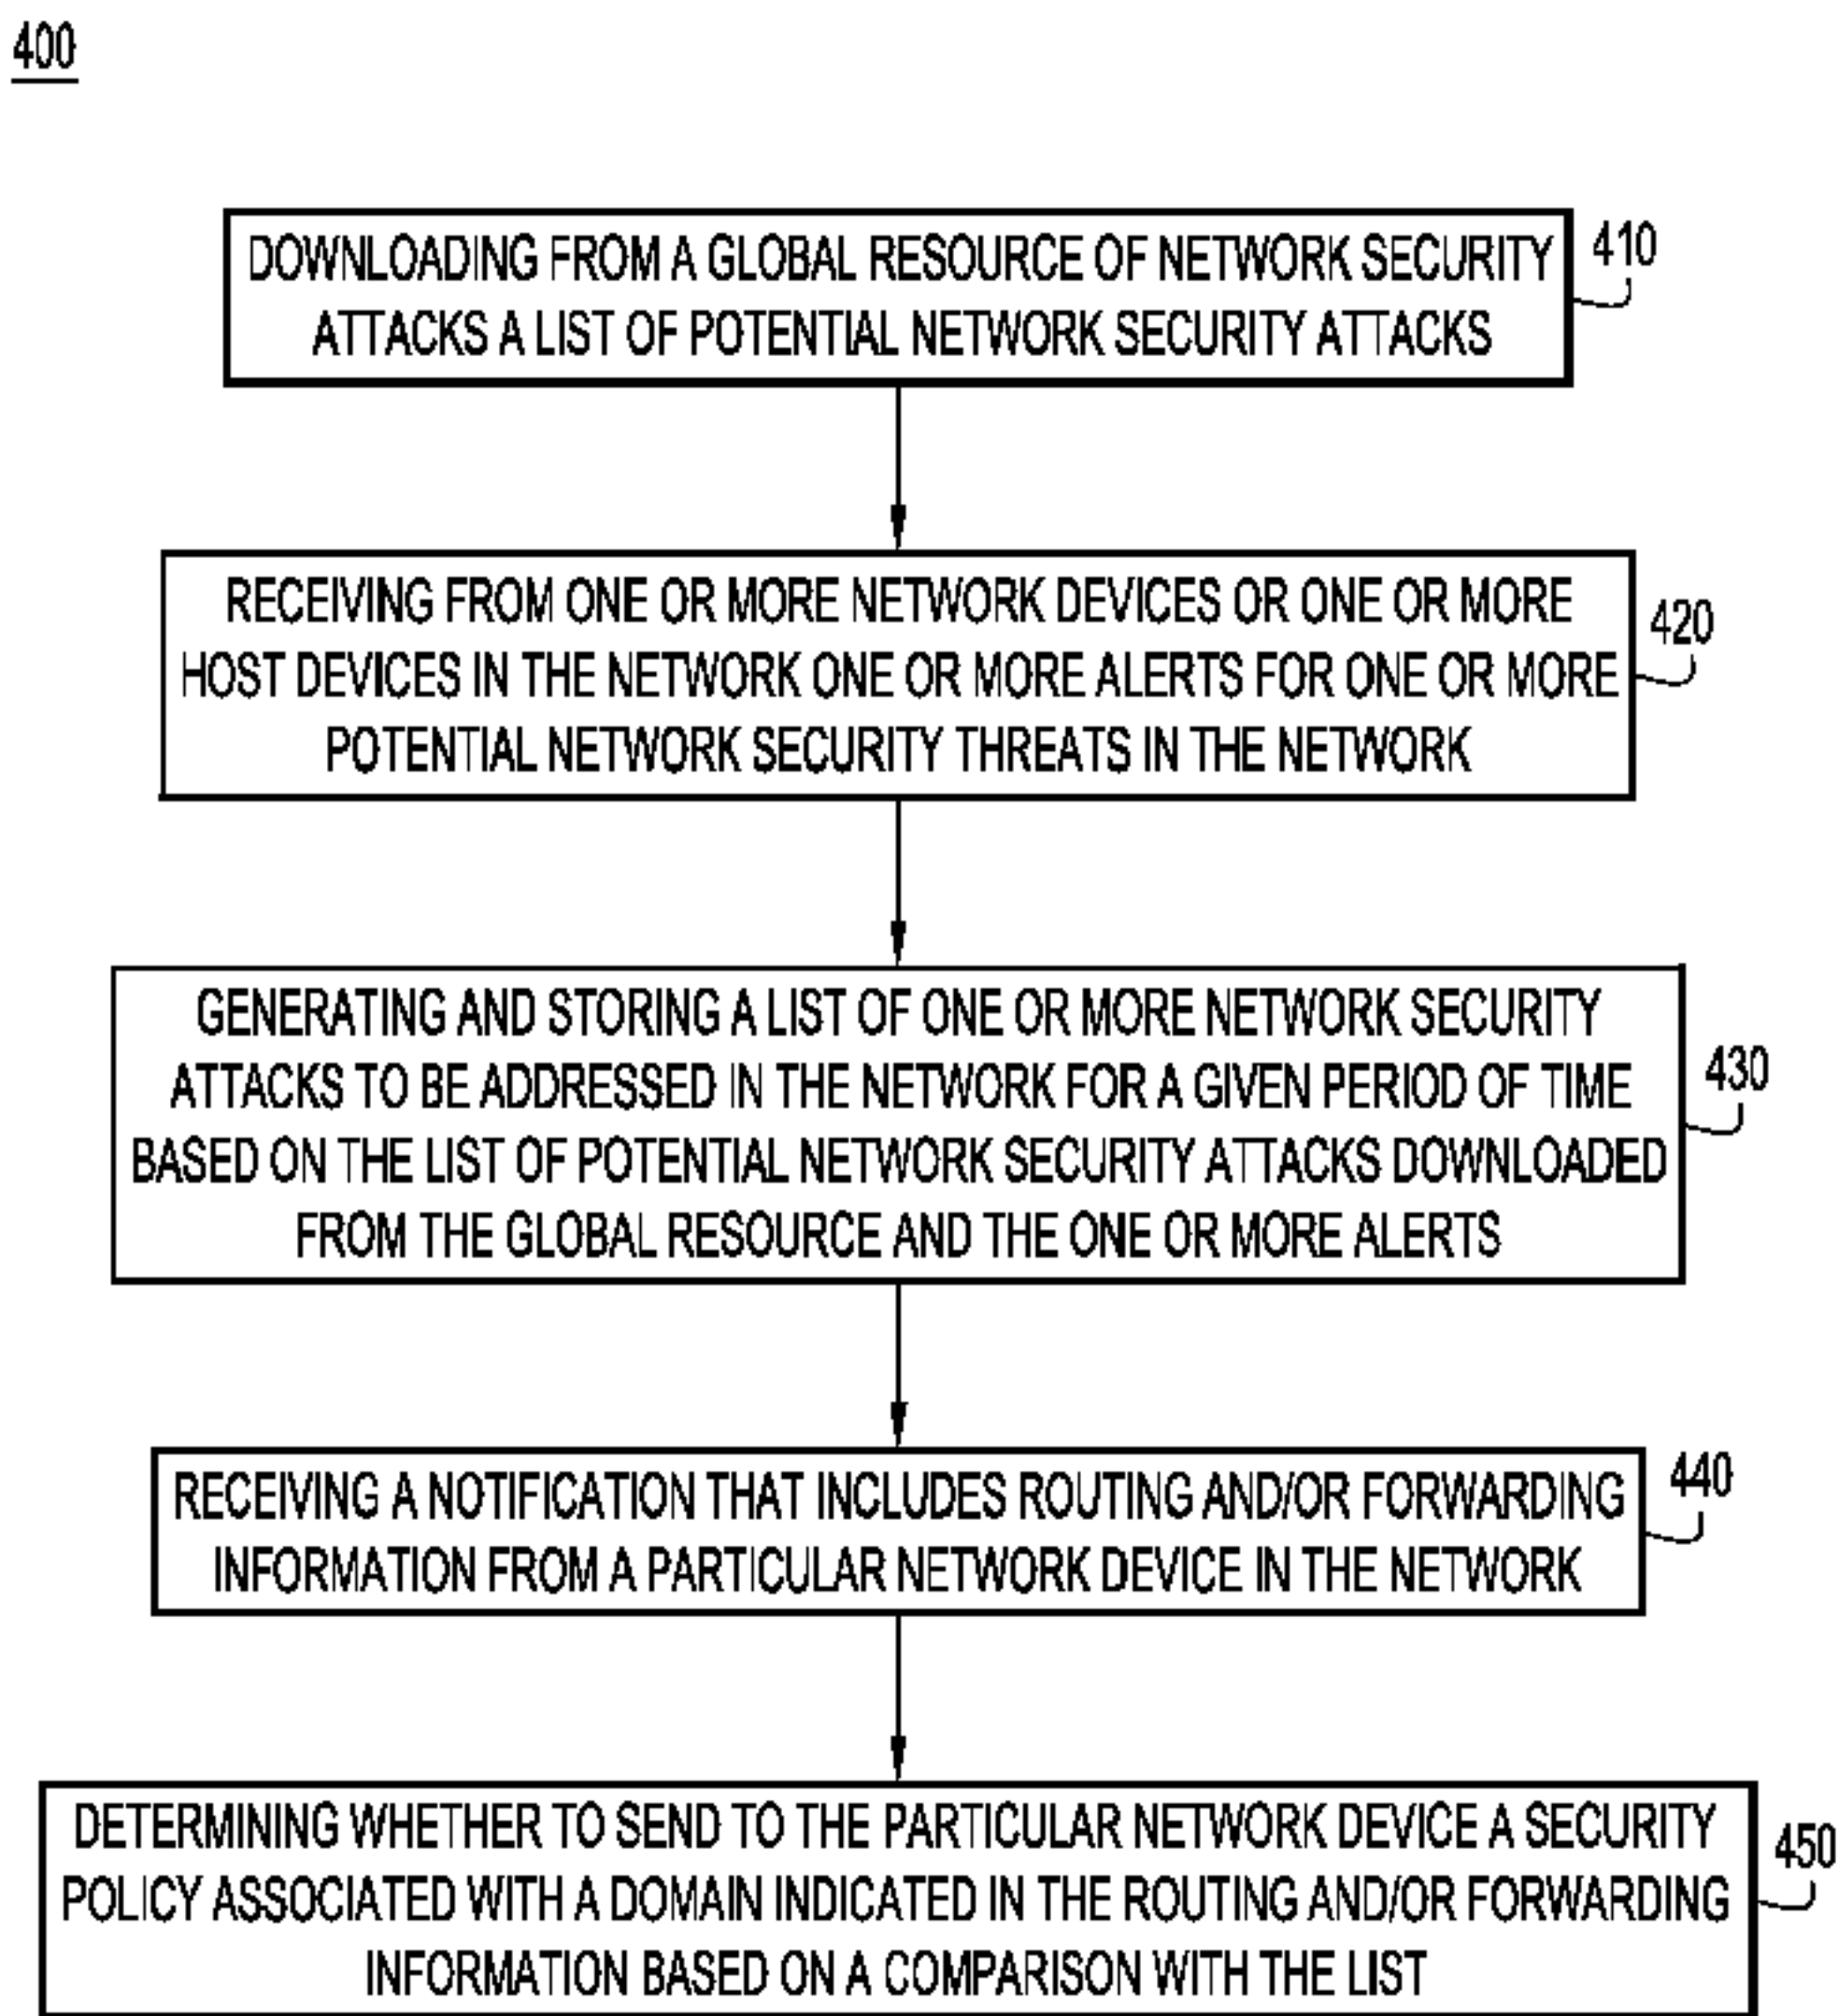 400
DOWNLOADING FROM A GLOBAL RESOURCE OF NETWORK SECURITY
ATTACKS A LIST OF POTENTIAL NETWORK SECURITY ATTACKS
410
RECEIVING FROM ONE OR MORE NETWORK DEVICES OR ONE OR MORE
HOST DEVICES IN THE NETWORK ONE OR MORE ALERTS FOR ONE OR MORE
POTENTIAL NETWORK SECURITY THREATS IN THE NETWORK
420
GENERATING AND STORING A LIST OF ONE OR MORE NETWORK SECURITY
ATTACKS TO BE ADDRESSED IN THE NETWORK FOR A GIVEN PERIOD OF TIME
BASED ON THE LIST OF POTENTIAL NETWORK SECURITY ATTACKS DOWNLOADED
FROM THE GLOBAL RESOURCE AND THE ONE OR MORE ALERTS
430
RECEIVING A NOTIFICATION THAT INCLUDES ROUTING AND/OR FORWARDING
INFORMATION FROM A PARTICULAR NETWORK DEVICE IN THE NETWORK
440
DETERMINING WHETHER TO SEND TO THE PARTICULAR NETWORK DEVICE A SECURITY
POLICY ASSOCIATED WITH A DOMAIN INDICATED IN THE ROUTING AND/OR FORWARDING
INFORMATION BASED ON A COMPARISON WITH THE LIST
450